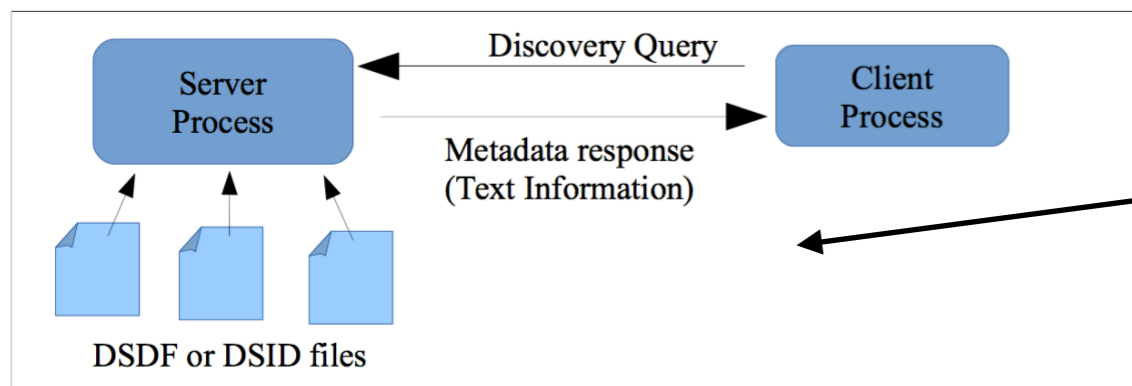 Discovery Query
Server
Process
Client
Process
Metadata response
(Text Information)
DSDF or DSID files